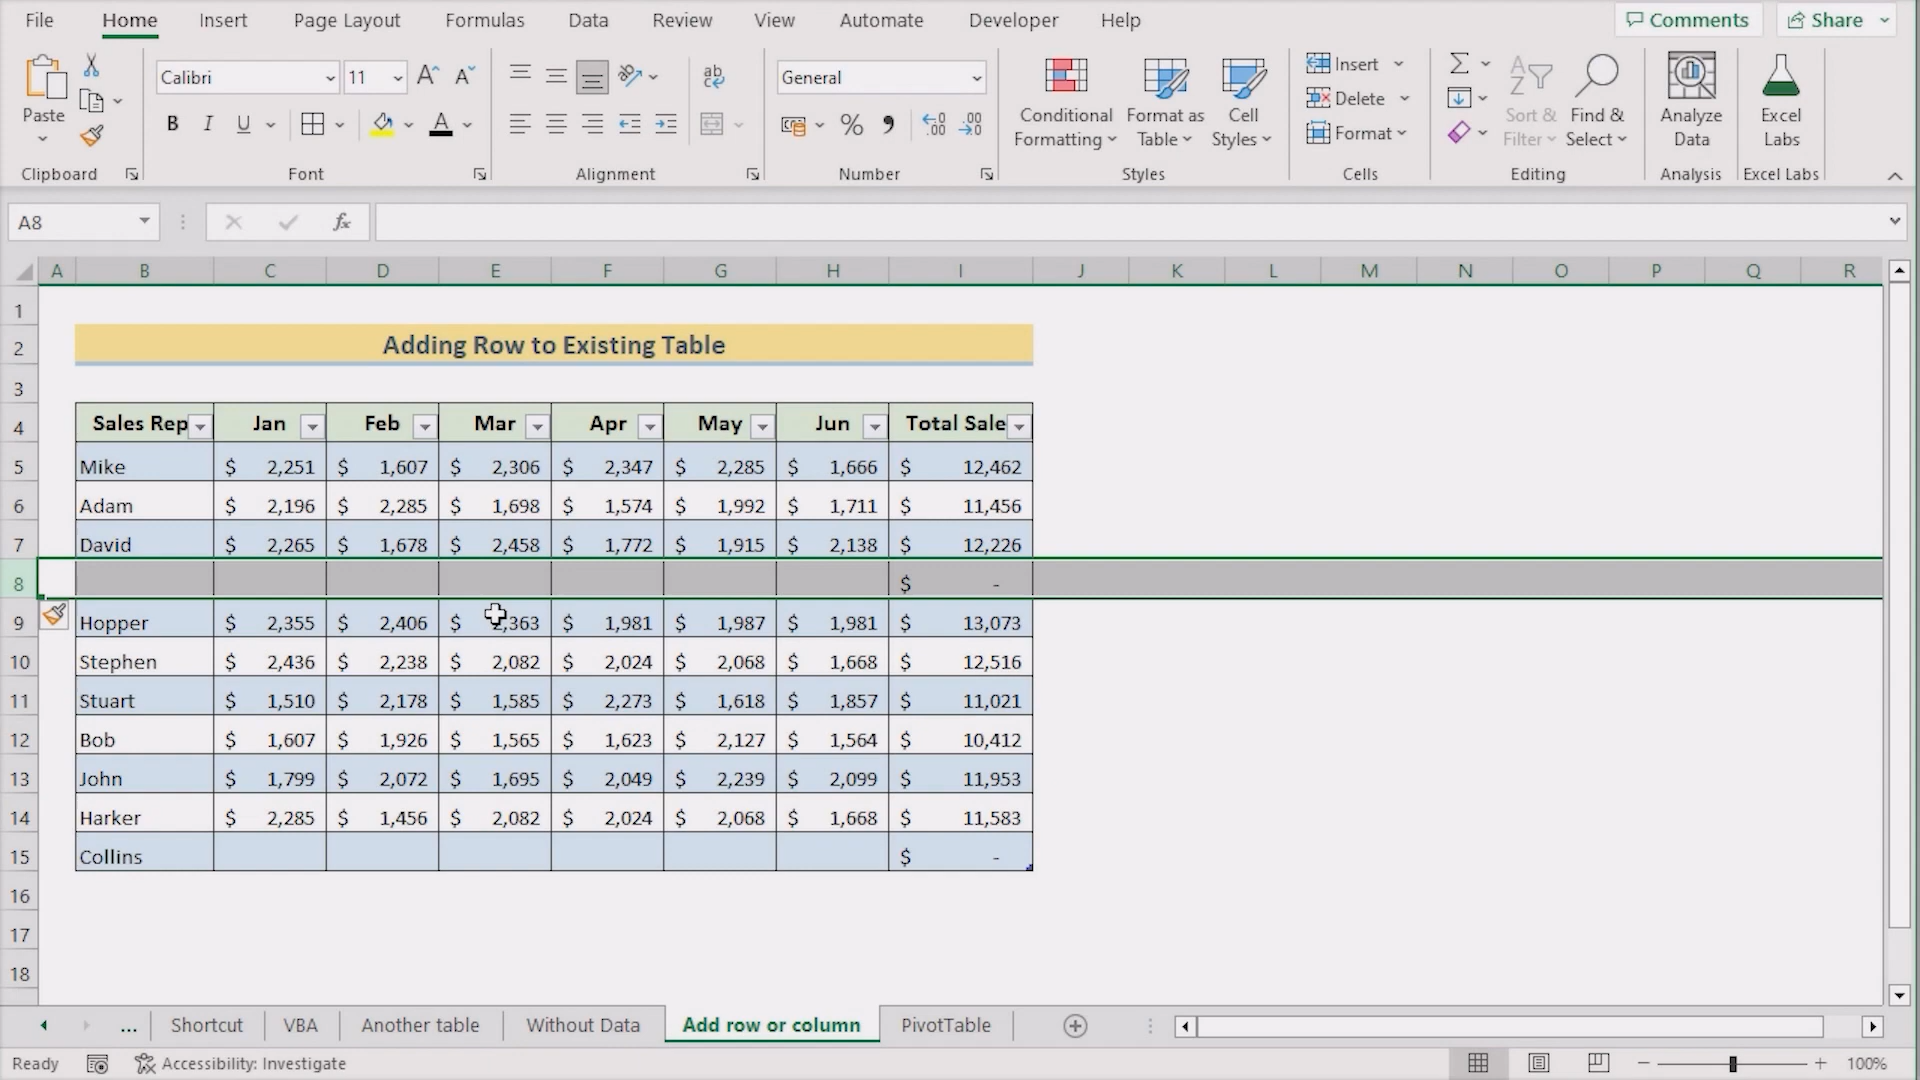 File Home Insert Page Layout Formulas Data Review View Automate Developer Help Comments Share
Calibri 11 General Insert
Paste Conditional Format as Cell Delete Sort & Find & Analyze Excel
B I U A % Formatting Table Styles Format Filter Select Data Labs
Clipboard Font Alignment Number Styles Cells Editing Analysis Excel Labs
A8 fx
A B C D E F G H I J K L M N O P Q R
1
2 Adding Row to Existing Table
3
4 Sales Rep Jan Feb Mar Apr May Jun Total Sale
5 Mike $ 2,251 $ 1,607 $ 2,306 $ 2,347 $ 2,285 $ 1,666 $ 12,462
6 Adam $ 2,196 $ 2,285 $ 1,698 $ 1,574 $ 1,992 $ 1,711 $ 11,456
7 David $ 2,265 $ 1,678 $ 2,458 $ 1,772 $ 1,915 $ 2,138 $ 12,226
8 $ -
9 Hopper $ 2,355 $ 2,406 $ 2,363 $ 1,981 $ 1,987 $ 1,981 $ 13,073
10 Stephen $ 2,436 $ 2,238 $ 2,082 $ 2,024 $ 2,068 $ 1,668 $ 12,516
11 Stuart $ 1,510 $ 2,178 $ 1,585 $ 2,273 $ 1,618 $ 1,857 $ 11,021
12 Bob $ 1,607 $ 1,926 $ 1,565 $ 1,623 $ 2,127 $ 1,564 $ 10,412
13 John $ 1,799 $ 2,072 $ 1,695 $ 2,049 $ 2,239 $ 2,099 $ 11,953
14 Harker $ 2,285 $ 1,456 $ 2,082 $ 2,024 $ 2,068 $ 1,668 $ 11,583
15 Collins $ -
16
17
18
... Shortcut VBA Another table Without Data Add row or column PivotTable
Ready Accessibility: Investigate 100%